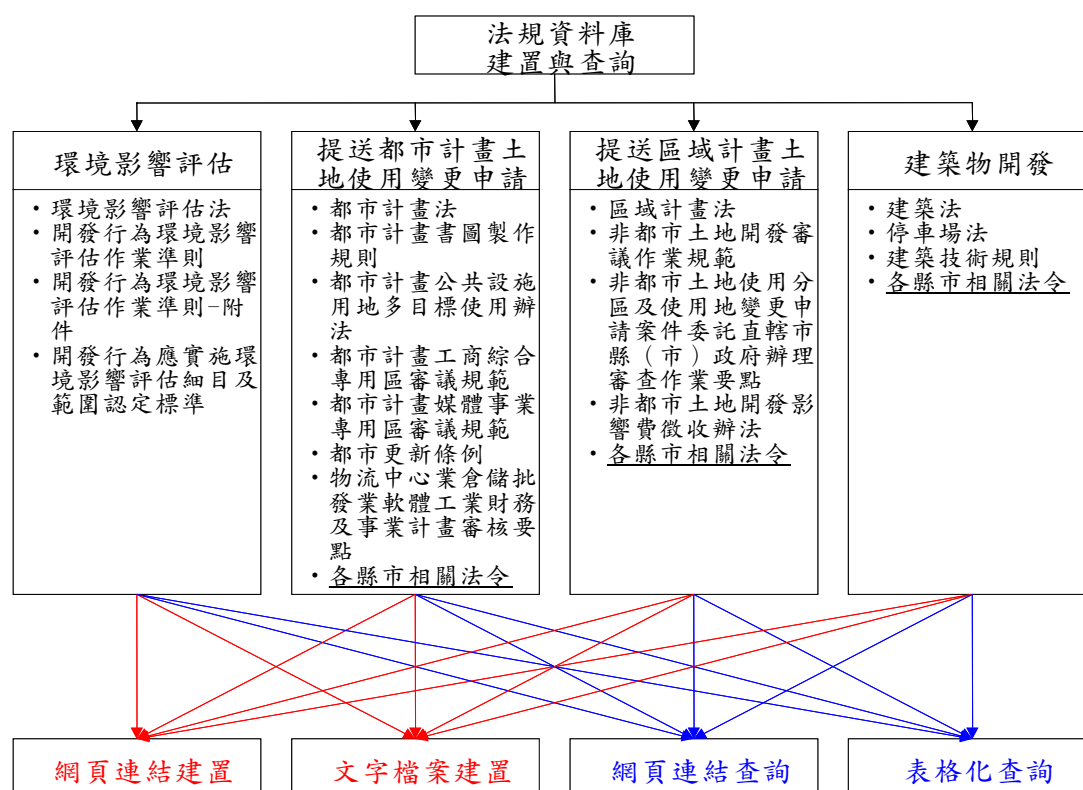 法規資料庫
建置與查詢
環境影響評估
・環境影響評估法
・開發行為環境影響
評估作業準則
・開發行為環境影響
評估作業準則-附
件
・開發行為應實施環
境影響評估細目及
範圍認定標準
提送都市計畫土
地使用變更申請
・都市計畫法
・都市計畫書圖製作
規則
・都市計畫公共設施
用地多目標使用辦
法
・都市計畫工商綜合
專用區審議規範
・都市計畫媒體事業
專用區審議規範
・都市更新條例
・物流中心業倉儲批
發業軟體工業財務
及事業計畫審核要
點
・各縣市相關法令
提送區域計畫土
地使用變更申請
・區域計畫法
・非都市土地開發審
議作業規範
・非都市土地使用分
區及使用地變更申
請案件委託直轄市
縣（市）政府辦理
審查作業要點
・非都市土地開發影
響費徵收辦法
・各縣市相關法令
建築物開發
・建築法
・停車場法
・建築技術規則
・各縣市相關法令
網頁連結建置
文字檔案建置
網頁連結查詢
表格化查詢